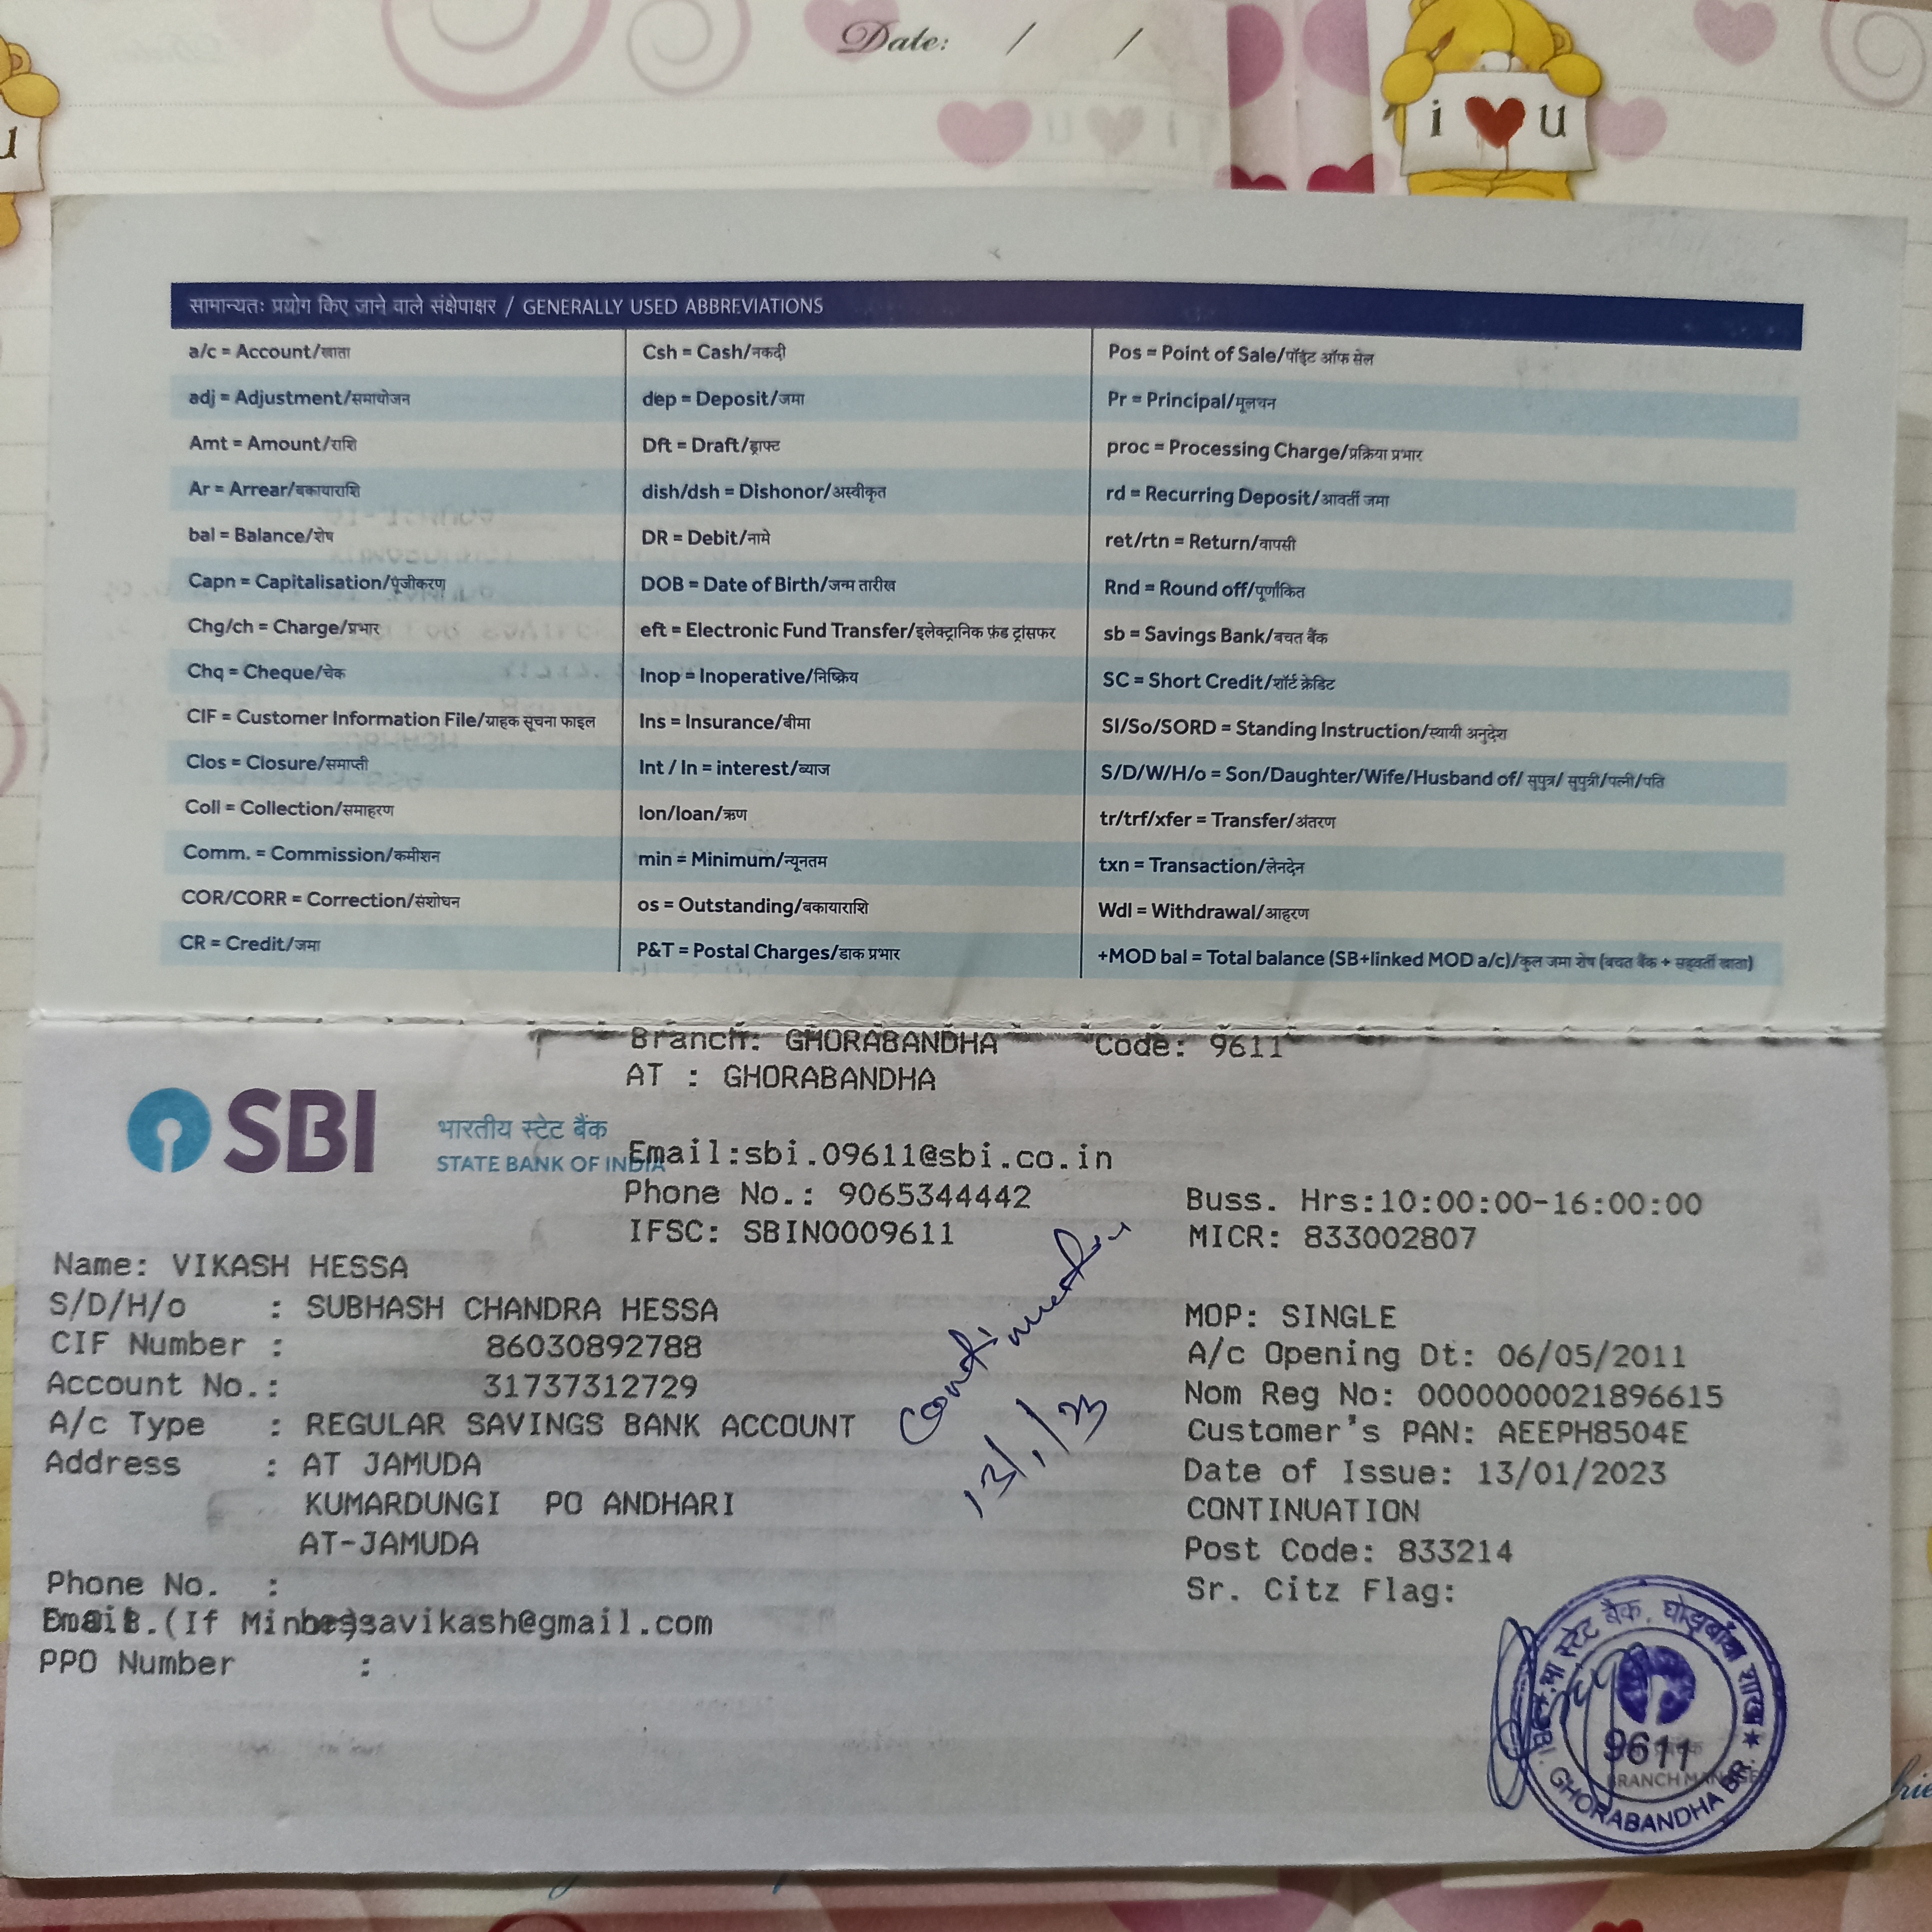 Date: / /
i ❤ u
सामान्यतः प्रयोग किए जाने वाले संक्षेपाक्षर / GENERALLY USED ABBREVIATIONS
a/c = Account/खाता
adj = Adjustment/समायोजन
Amt = Amount/राशि
Ar = Arrear/बकायाराशि
bal = Balance/शेष
Capn = Capitalisation/पूंजीकरण
Chg/ch = Charge/प्रभार
Chq = Cheque/चेक
CIF = Customer Information File/ग्राहक सूचना फाइल
Clos = Closure/समाप्ती
Coll = Collection/समाहरण
Comm. = Commission/कमीशन
COR/CORR = Correction/संशोधन
CR = Credit/जमा
Csh = Cash/नकदी
dep = Deposit/जमा
Dft = Draft/ड्राफ्ट
dish/dsh = Dishonor/अस्वीकृत
DR = Debit/नामे
DOB = Date of Birth/जन्म तारीख
eft = Electronic Fund Transfer/इलेक्ट्रानिक फ़ंड ट्रांसफर
Inop = Inoperative/निष्क्रिय
Ins = Insurance/बीमा
Int / In = interest/ब्याज
lon/loan/ऋण
min = Minimum/न्यूनतम
os = Outstanding/बकायाराशि
P&T = Postal Charges/डाक प्रभार
Pos = Point of Sale/पॉइंट ऑफ सेल
Pr = Principal/मूलधन
proc = Processing Charge/प्रक्रिया प्रभार
rd = Recurring Deposit/आवर्ती जमा
ret/rtn = Return/वापसी
Rnd = Round off/पूर्णांकित
sb = Savings Bank/बचत बैंक
SC = Short Credit/शॉर्ट क्रेडिट
SI/So/SORD = Standing Instruction/स्थायी अनुदेश
S/D/W/H/o = Son/Daughter/Wife/Husband of/ सुपुत्र/ सुपुत्री/पत्नी/पति
tr/trf/xfer = Transfer/अंतरण
txn = Transaction/लेनदेन
Wdl = Withdrawal/आहरण
+MOD bal = Total balance (SB+linked MOD a/c)/कुल जमा शेष (बचत बैंक + सहवर्ती खाता)
Branch: GHORABANDHA Code: 9611
AT : GHORABANDHA
SBI
भारतीय स्टेट बैंक
STATE BANK OF INDIA
Email:sbi.09611@sbi.co.in
Phone No.: 9065344442 Buss. Hrs:10:00:00-16:00:00
IFSC: SBIN0009611 MICR: 833002807
Name: VIKASH HESSA
S/D/H/o : SUBHASH CHANDRA HESSA MOP: SINGLE
CIF Number : 86030892788 A/c Opening Dt: 06/05/2011
Account No.: 31737312729 Nom Reg No: 0000000021896615
A/c Type : REGULAR SAVINGS BANK ACCOUNT Customer's PAN: AEEPH8504E
Address : AT JAMUDA Date of Issue: 13/01/2023
KUMARDUNGI PO ANDHARI CONTINUATION
AT-JAMUDA Post Code: 833214
Phone No. : Sr. Citz Flag:
(If Minor) hessavikash@gmail.com
PPO Number :
13/1/23
भा स्टेट बैंक, घोड़ाबाँधा शाखा
9611
BRANCH MANAGER
SBI. GHORABANDHA BR.